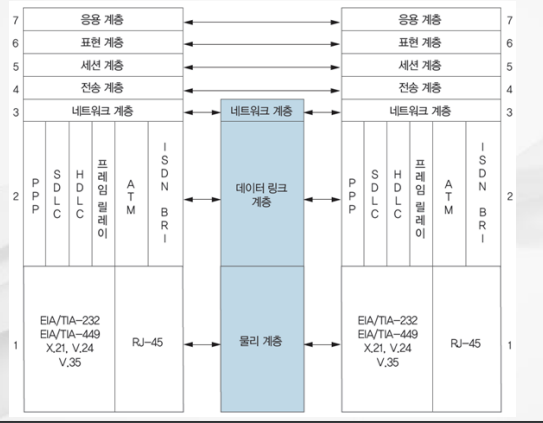 7 응용 계층 응용 계층 7
6 표현 계층 표현 계층 6
5 세션 계층 세션 계층 5
4 전송 계층 전송 계층 4
3 네트워크 계층 네트워크 계층 네트워크 계층 3
2
PPP
SDLC
HDLC
프레임 릴레이
ATM
ISDN BRI
데이터 링크
계층
PPP
SDLC
HDLC
프레임 릴레이
ATM
ISDN BRI
2
1
EIA/TIA-232
EIA/TIA-449
X.21, V.24
V.35
RJ-45
물리 계층
EIA/TIA-232
EIA/TIA-449
X.21, V.24
V.35
RJ-45
1